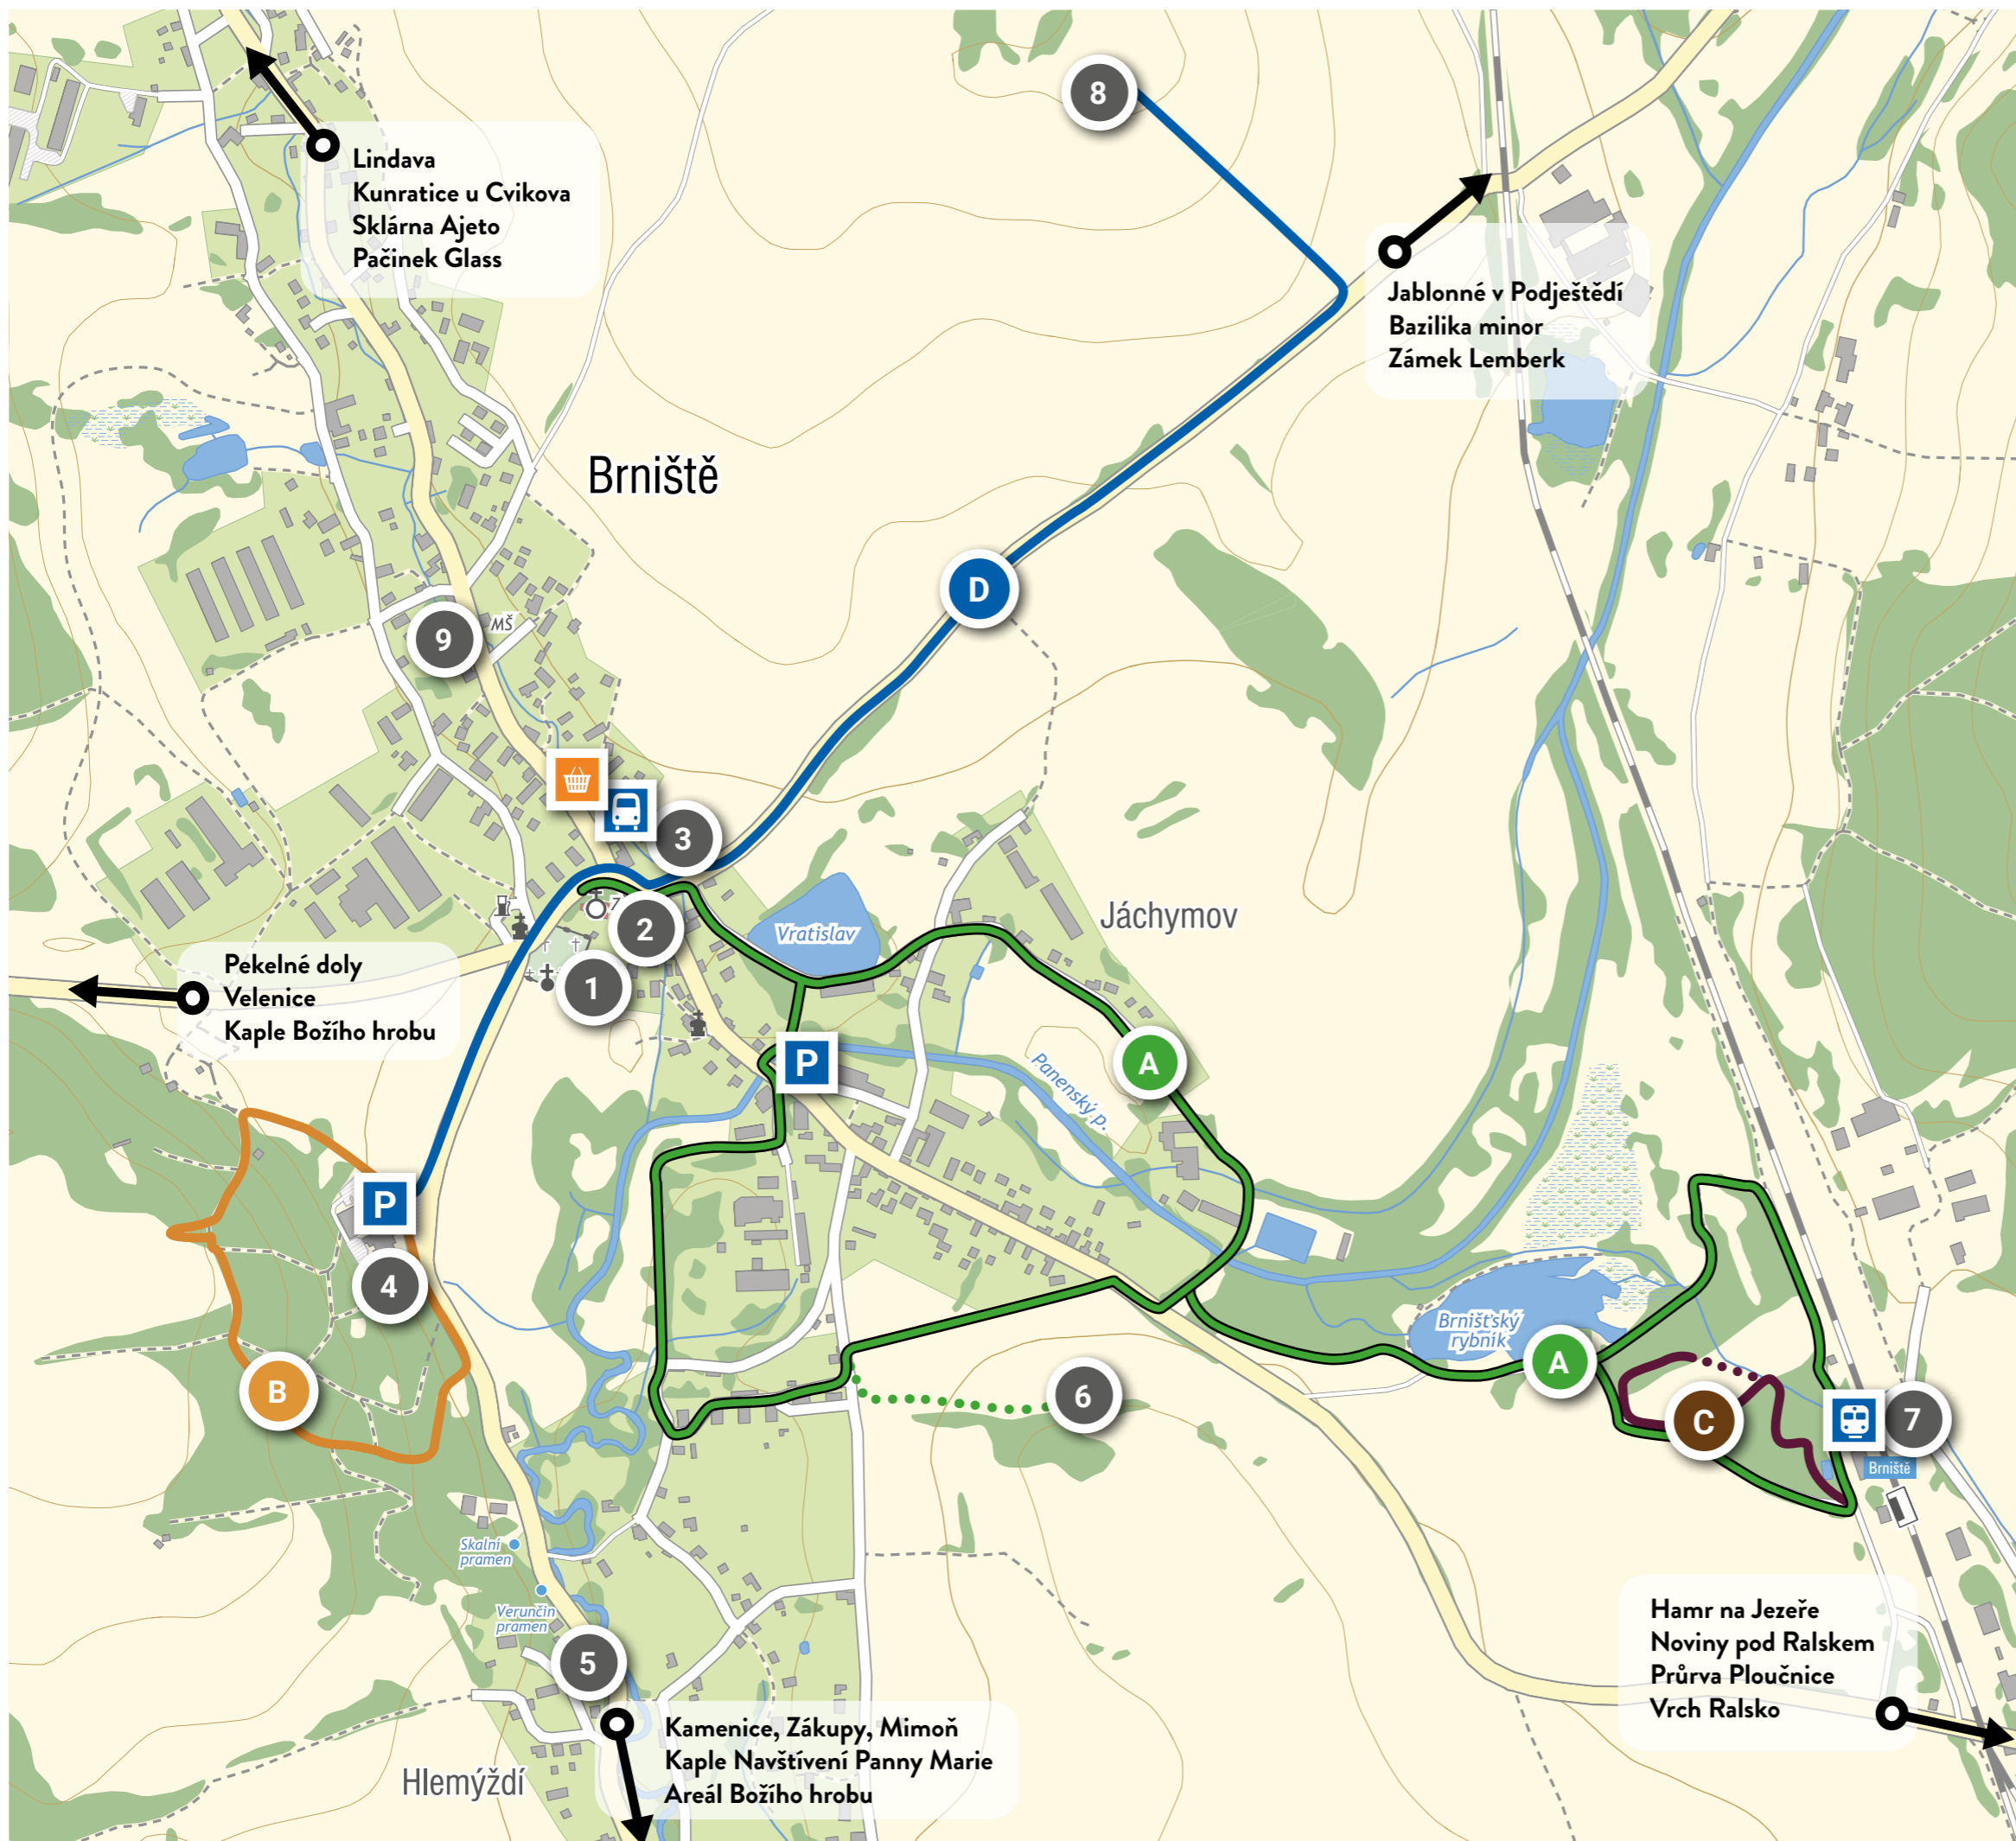 8
Lindava
Kunratice u Cvikova
Sklárna Ajeto
Pačinek Glass
Jablonné v Podještědí
Bazilika minor
Zámek Lemberk
Brniště
D
MŠ
9
3
7
2
Vratislav
Jáchymov
1
Pekelné doly
Velenice
Kaple Božího hrobu
P
A
Panenský p.
P
4
B
Brnišťský
rybník
A
6
C
7
Brniště
Skalní
pramen
Verunčin
pramen
5
Hamr na Jezeře
Noviny pod Ralskem
Průrva Ploučnice
Vrch Ralsko
Kamenice, Zákupy, Mimoň
Kaple Navštívení Panny Marie
Areál Božího hrobu
Hlemýždí